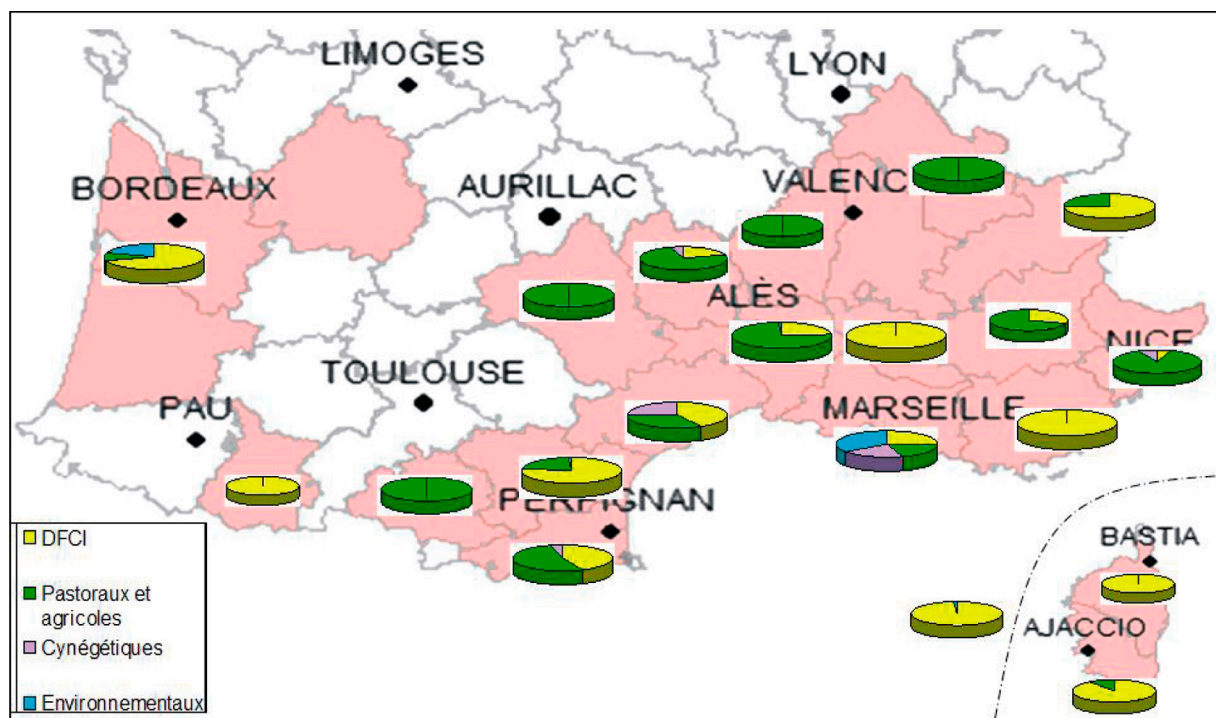 LIMOGES
LYON
BORDEAUX
AURILLAC
VALENC
ALÈS
NICE
TOULOUSE
PAU
MARSEILLE
PERPIGNAN
BASTIA
AJACCIO
DFCI
Pastoraux et
agricoles
Cynégétiques
Environnementaux